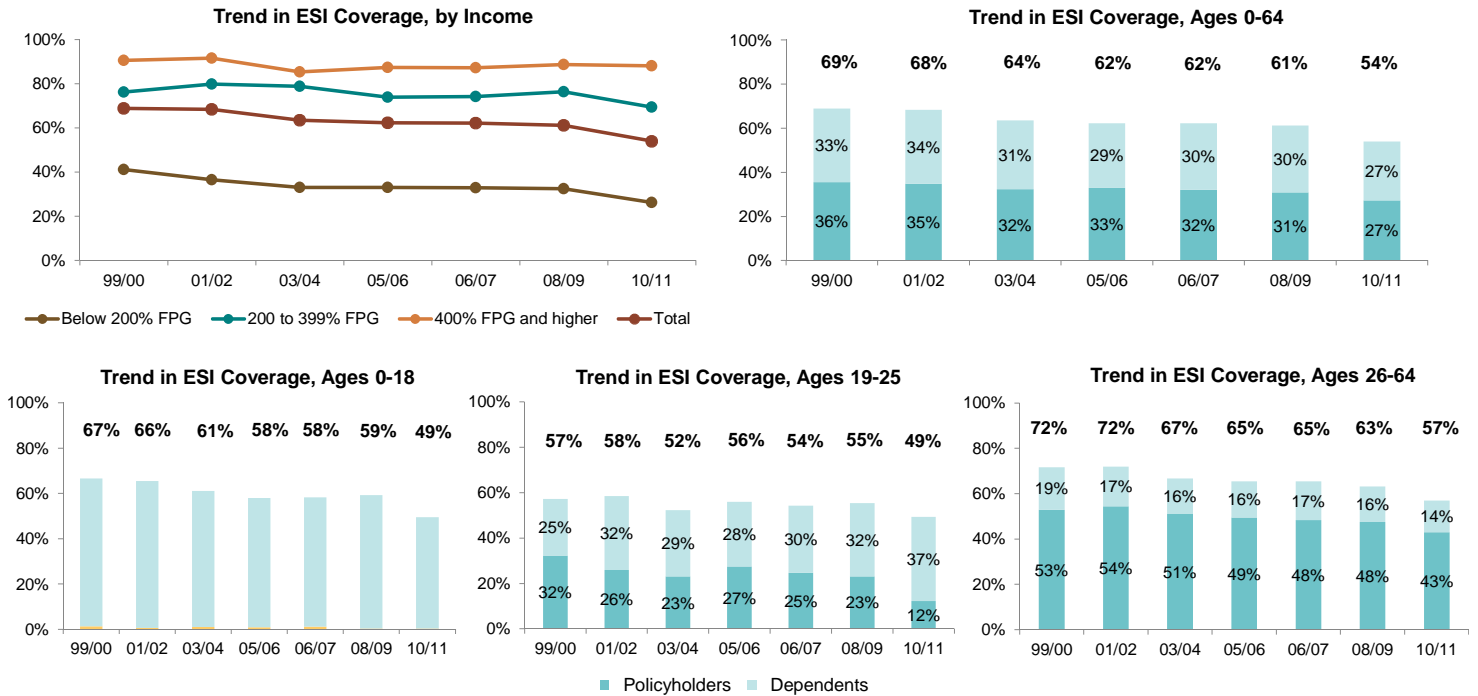 Trend in ESI Coverage, by Income
100%
80%
60%
40%
20%
0%
99/00 01/02 03/04 05/06 06/07 08/09 10/11
Below 200% FPG 200 to 399% FPG 400% FPG and higher Total
Trend in ESI Coverage, Ages 0-64
100%
80%
60%
40%
20%
0%
69% 68% 64% 62% 62% 61% 54%
33% 34% 31% 29% 30% 30% 27%
36% 35% 32% 33% 32% 31% 27%
99/00 01/02 03/04 05/06 06/07 08/09 10/11
Trend in ESI Coverage, Ages 0-18
100%
80%
60%
40%
20%
0%
67% 66% 61% 58% 58% 59% 49%
99/00 01/02 03/04 05/06 06/07 08/09 10/11
Trend in ESI Coverage, Ages 19-25
100%
80%
60%
40%
20%
0%
57% 58% 52% 56% 54% 55% 49%
25% 32% 29% 28% 30% 32% 37%
32% 26% 23% 27% 25% 23% 12%
99/00 01/02 03/04 05/06 06/07 08/09 10/11
Trend in ESI Coverage, Ages 26-64
100%
80%
60%
40%
20%
0%
72% 72% 67% 65% 65% 63% 57%
19% 17% 16% 16% 17% 16% 14%
53% 54% 51% 49% 48% 48% 43%
99/00 01/02 03/04 05/06 06/07 08/09 10/11
Policyholders Dependents